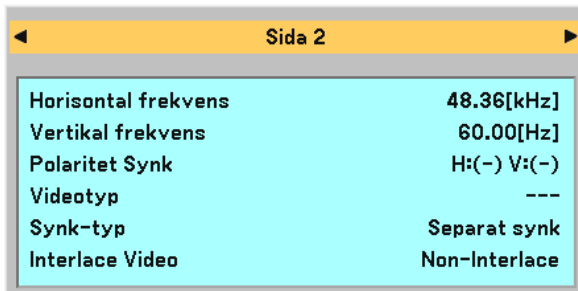 Sida 2
Horisontal frekvens 48.36[kHz]
Vertikal frekvens 60.00[Hz]
Polaritet Synk H:(-) V:(-)
Videotyp ---
Synk-typ Separat synk
Interlace Video Non-Interlace